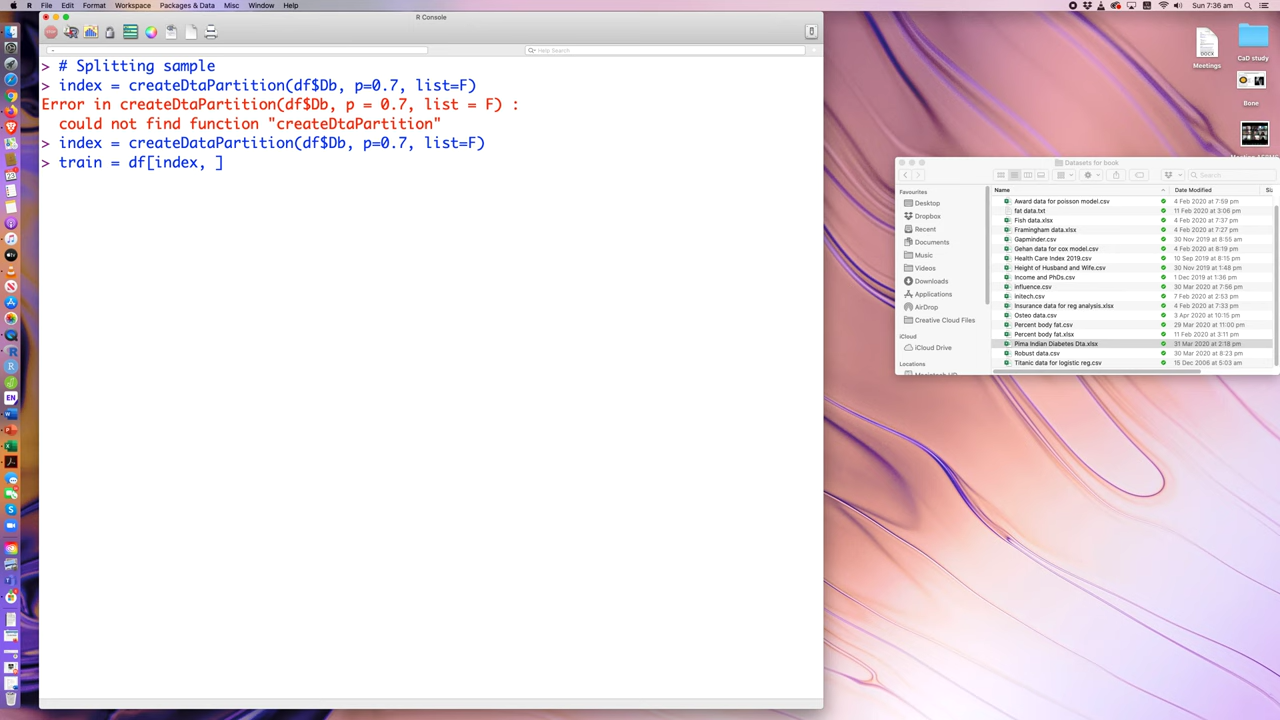 R File Edit Format Workspace Packages & Data Misc Window Help Sun 7:36 am
R Console
Help Search
> # Splitting sample
> index = createDtaPartition(df$Db, p=0.7, list=F)
Error in createDtaPartition(df$Db, p = 0.7, list = F) :
could not find function "createDtaPartition"
> index = createDataPartition(df$Db, p=0.7, list=F)
> train = df[index, ]
DOCX
Meetings
CaD study
Bone
Datasets for book
Search
Favourites
Desktop
Dropbox
Recent
Documents
Music
Videos
Downloads
Applications
AirDrop
Creative Cloud Files
iCloud
iCloud Drive
Locations
Name Date Modified
Award data for poisson model.csv 4 Feb 2020 at 7:59 pm
fat data.txt 11 Feb 2020 at 3:06 pm
Fish data.xlsx 4 Feb 2020 at 7:37 pm
Framingham data.xlsx 4 Feb 2020 at 7:27 pm
Gapminder.csv 30 Nov 2019 at 8:55 am
Gehan data for cox model.csv 4 Feb 2020 at 8:19 pm
Health Care Index 2019.csv 10 Sep 2019 at 8:15 pm
Height of Husband and Wife.csv 30 Nov 2019 at 1:48 pm
Income and PhDs.csv 1 Dec 2019 at 1:36 pm
influence.csv 30 Mar 2020 at 7:56 pm
initech.csv 7 Feb 2020 at 2:53 pm
Insurance data for reg analysis.xlsx 4 Feb 2020 at 7:33 pm
Osteo data.csv 3 Apr 2020 at 10:15 pm
Percent body fat.csv 29 Mar 2020 at 11:00 pm
Percent body fat.xlsx 11 Feb 2020 at 3:11 pm
Pima Indian Diabetes Dta.xlsx 31 Mar 2020 at 2:18 pm
Robust data.csv 30 Mar 2020 at 8:23 pm
Titanic data for logistic reg.csv 15 Dec 2006 at 5:03 am